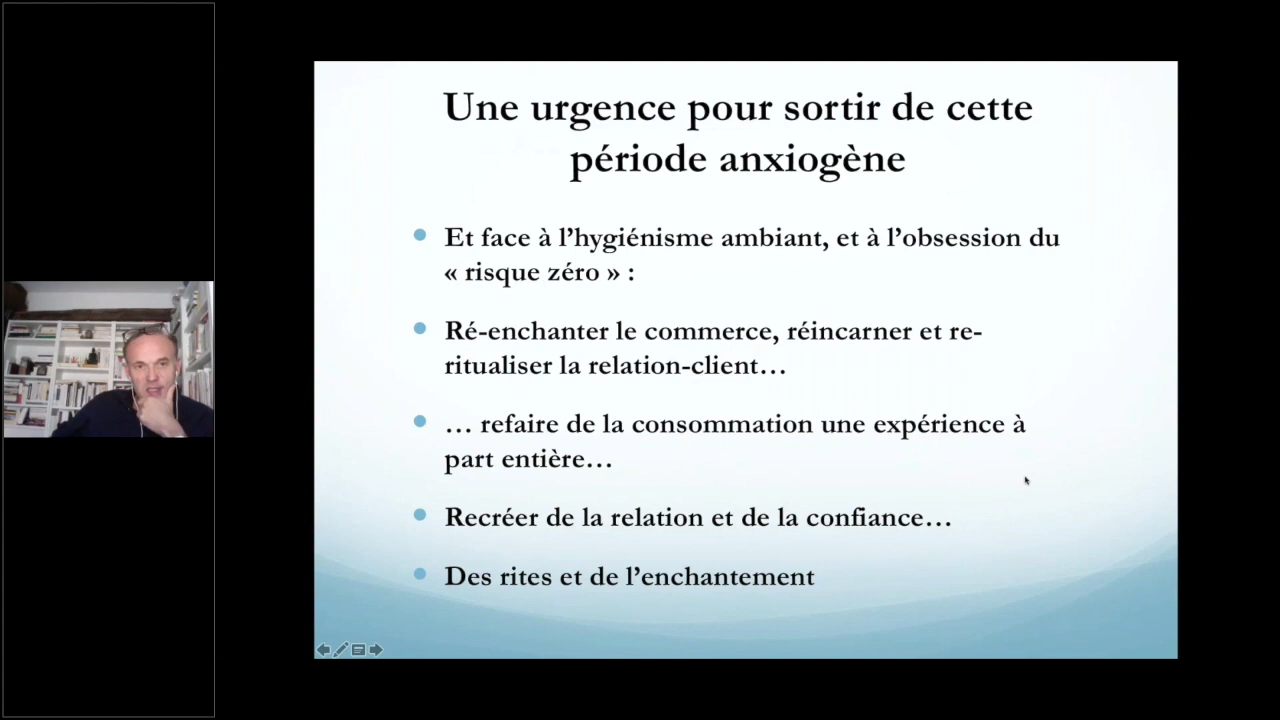 Une urgence pour sortir de cette
période anxiogène
Et face à l’hygiénisme ambiant, et à l’obsession du
« risque zéro » :
Ré-enchanter le commerce, réincarner et re-
ritualiser la relation-client…
… refaire de la consommation une expérience à
part entière…
Recréer de la relation et de la confiance…
Des rites et de l’enchantement